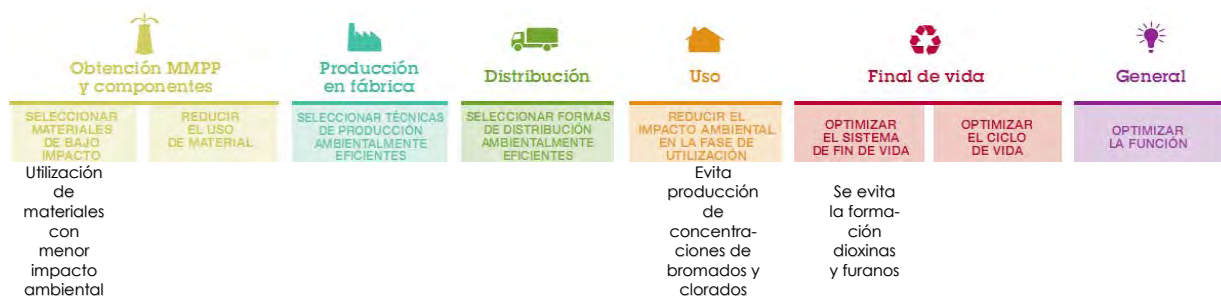 Obtención MMPP
y componentes
Producción
en fábrica
Distribución
Uso
Final de vida
General
SELECCIONAR
MATERIALES
DE BAJO
IMPACTO
REDUCIR
EL USO
DE MATERIAL
SELECCIONAR TÉCNICAS
DE PRODUCCIÓN
AMBIENTALMENTE
EFICIENTES
SELECCIONAR FORMAS
DE DISTRIBUCIÓN
AMBIENTALMENTE
EFICIENTES
REDUCIR EL
IMPACTO AMBIENTAL
EN LA FASE DE
UTILIZACIÓN
OPTIMIZAR
EL SISTEMA
DE FIN DE VIDA
OPTIMIZAR
EL CICLO
DE VIDA
OPTIMIZAR
LA FUNCIÓN
Utilización
de
materiales
con
menor
impacto
ambiental
Evita
producción
de
concentra-
ciones de
bromados y
clorados
Se evita
la forma-
ción
dioxinas
y furanos